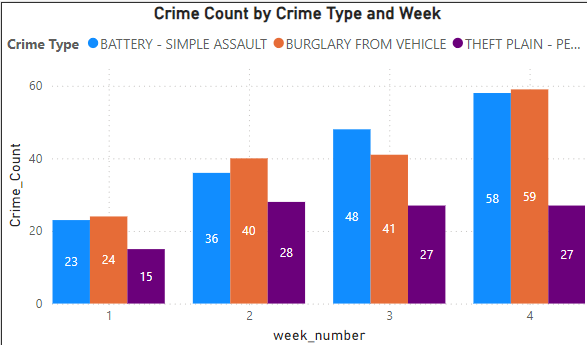 Crime Count by Crime Type and Week
Crime Type BATTERY - SIMPLE ASSAULT BURGLARY FROM VEHICLE THEFT PLAIN - PE...
Crime_Count
60
40
20
0
23 24 15
36 40 28
48 41 27
58 59 27
1 2 3 4
week_number